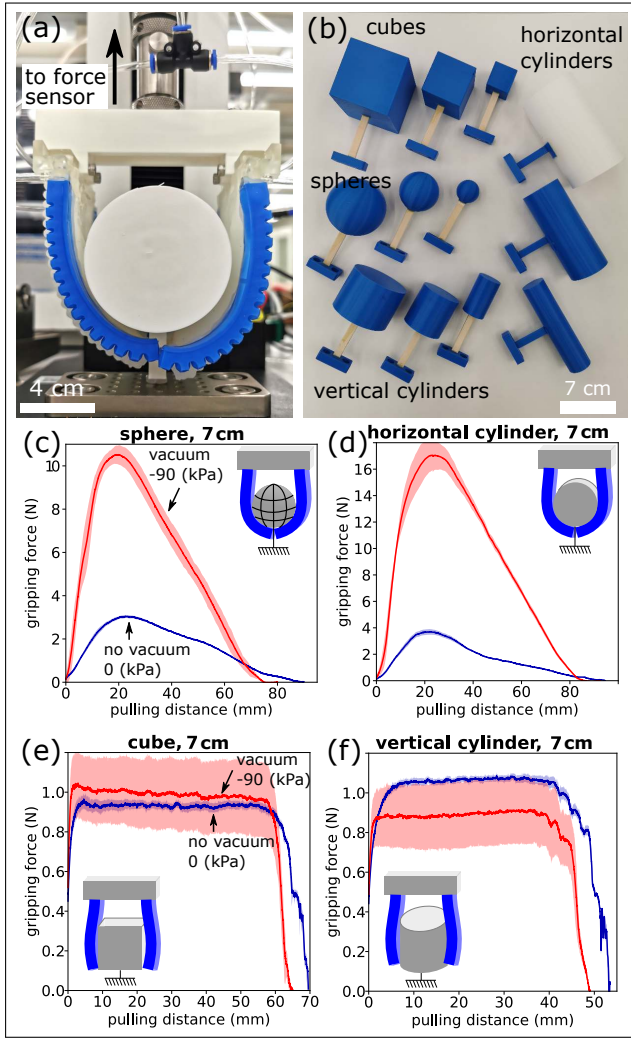 (a)
to force
sensor
4 cm
(b)
cubes
horizontal
cylinders
spheres
vertical cylinders
7 cm
(c)
sphere, 7cm
vacuum
-90 (kPa)
no vacuum
0 (kPa)
gripping force (N)
10
8
6
4
2
0
0 20 40 60 80
pulling distance (mm)
(d)
horizontal cylinder, 7cm
gripping force (N)
16
14
12
10
8
6
4
2
0
0 20 40 60 80
pulling distance (mm)
(e)
cube, 7cm
vacuum
-90 (kPa)
no vacuum
0 (kPa)
gripping force (N)
1.0
0.8
0.6
0.4
0.2
0.0
0 10 20 30 40 50 60 70
pulling distance (mm)
(f)
vertical cylinder, 7cm
gripping force (N)
1.0
0.8
0.6
0.4
0.2
0.0
0 10 20 30 40 50
pulling distance (mm)